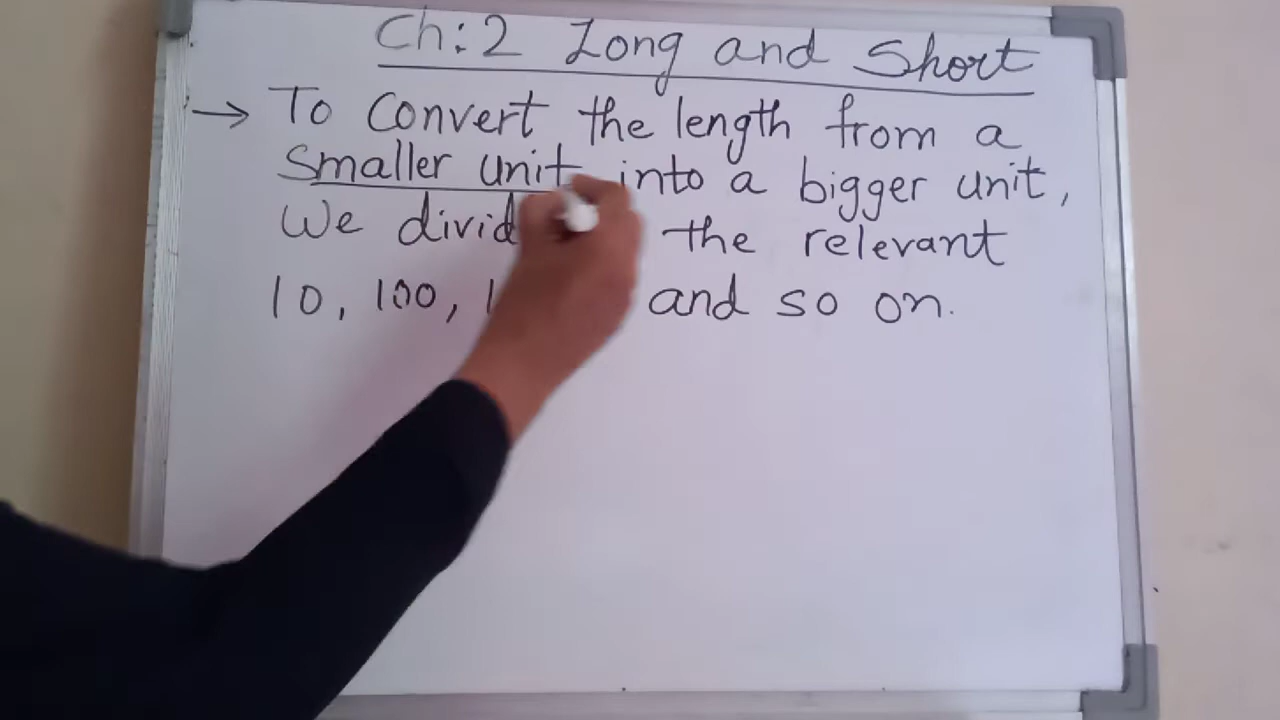 Ch:2 Long and Short
→ To convert the length from a
smaller unit into a bigger unit,
We the relevant
10, 100, and so on.